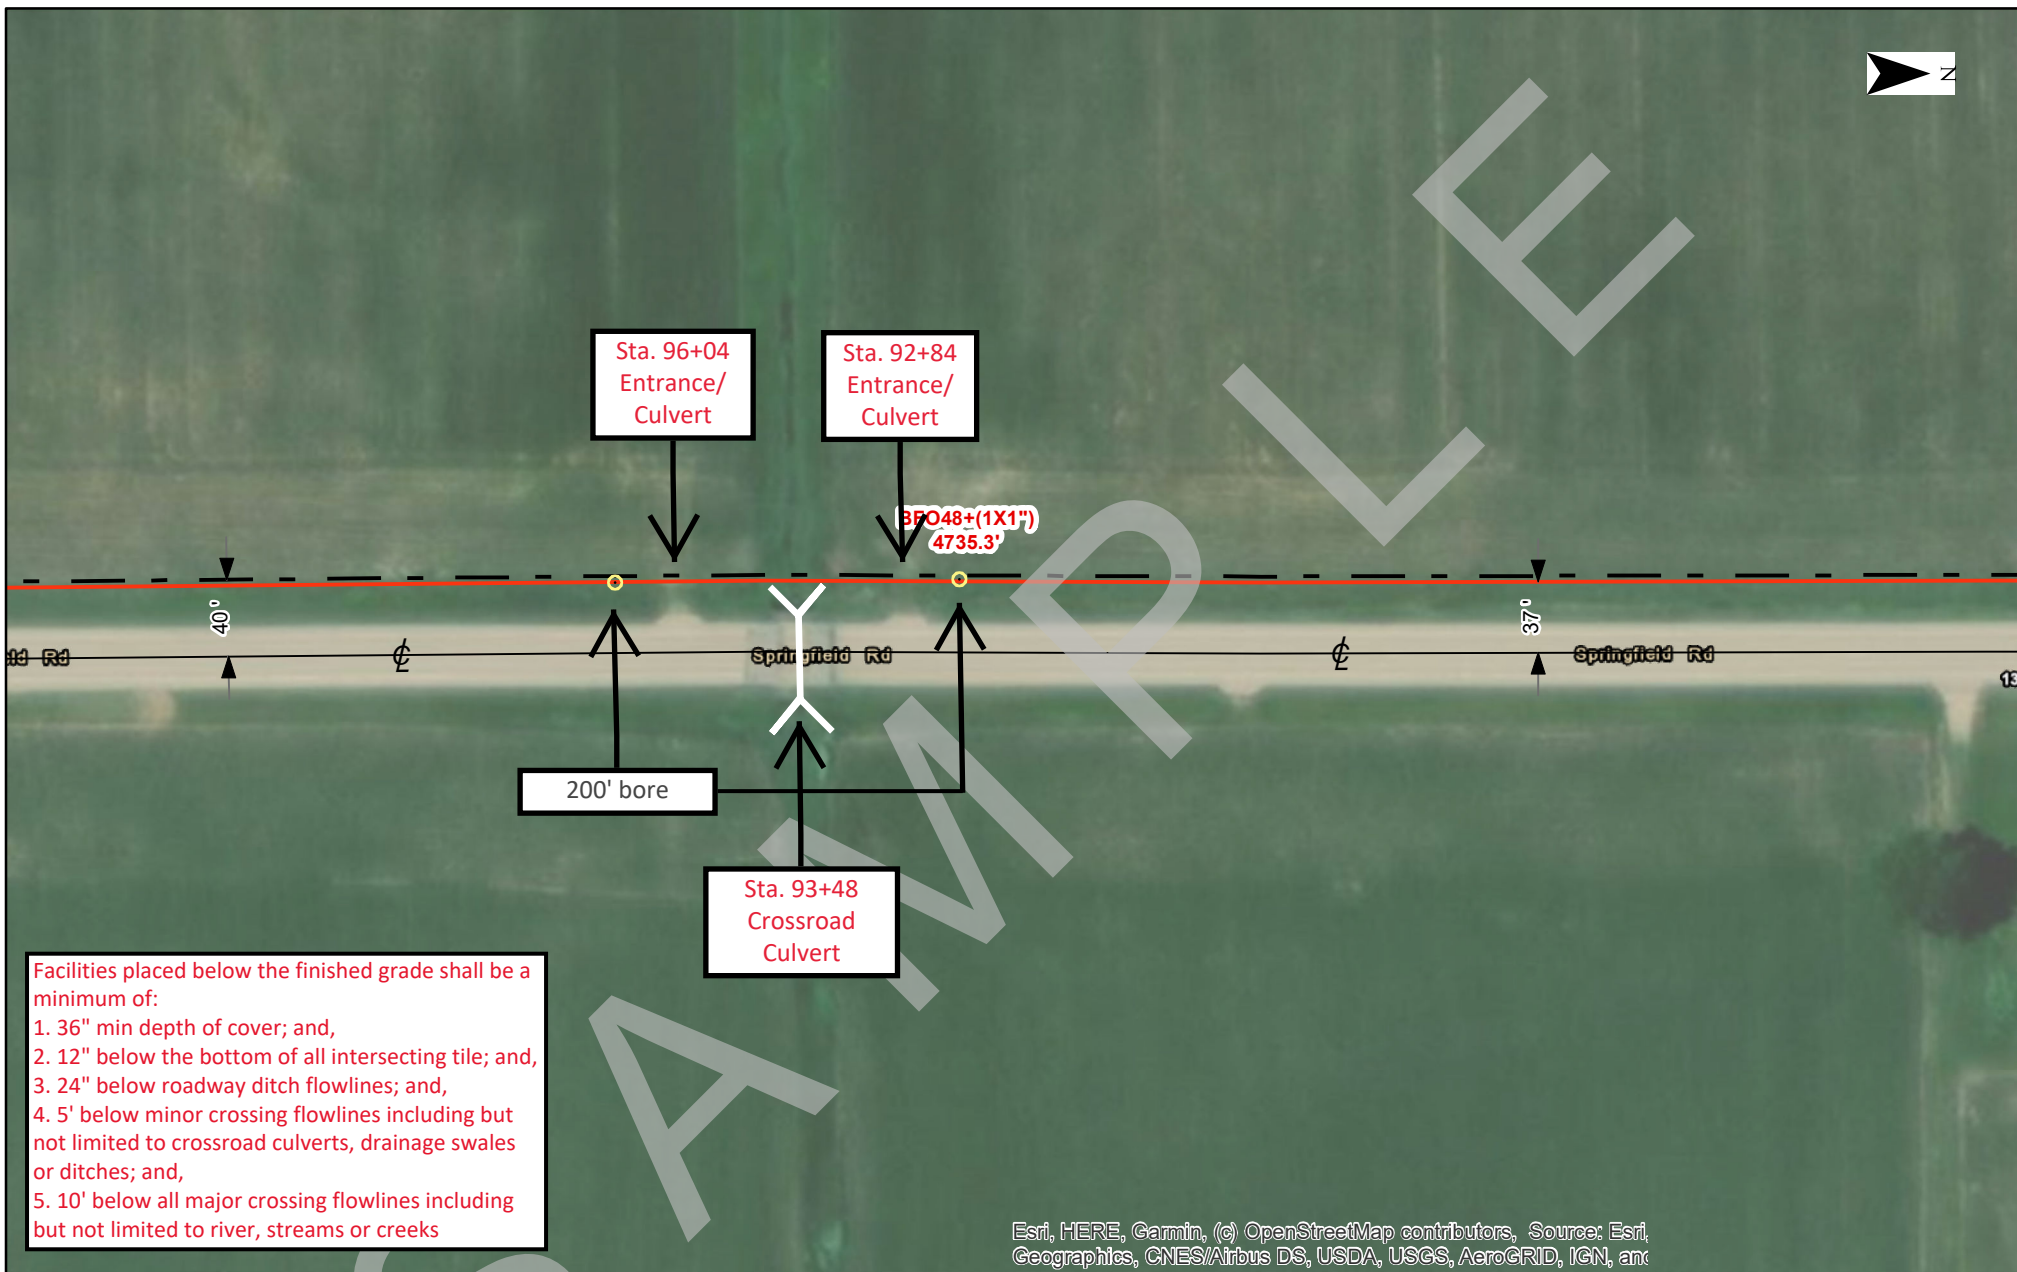 N
Sta. 96+04
Entrance/
Culvert
Sta. 92+84
Entrance/
Culvert
BFO48+(1X1")
4735.3'
40'
37'
ld Rd
℄
Springfield Rd
℄
Springfield Rd
13
200' bore
Sta. 93+48
Crossroad
Culvert
Facilities placed below the finished grade shall be a
minimum of:
1. 36" min depth of cover; and,
2. 12" below the bottom of all intersecting tile; and,
3. 24" below roadway ditch flowlines; and,
4. 5' below minor crossing flowlines including but
not limited to crossroad culverts, drainage swales
or ditches; and,
5. 10' below all major crossing flowlines including
but not limited to river, streams or creeks
SAMPLE
Esri, HERE, Garmin, (c) OpenStreetMap contributors, Source: Esri,
Geographics, CNES/Airbus DS, USDA, USGS, AeroGRID, IGN, and